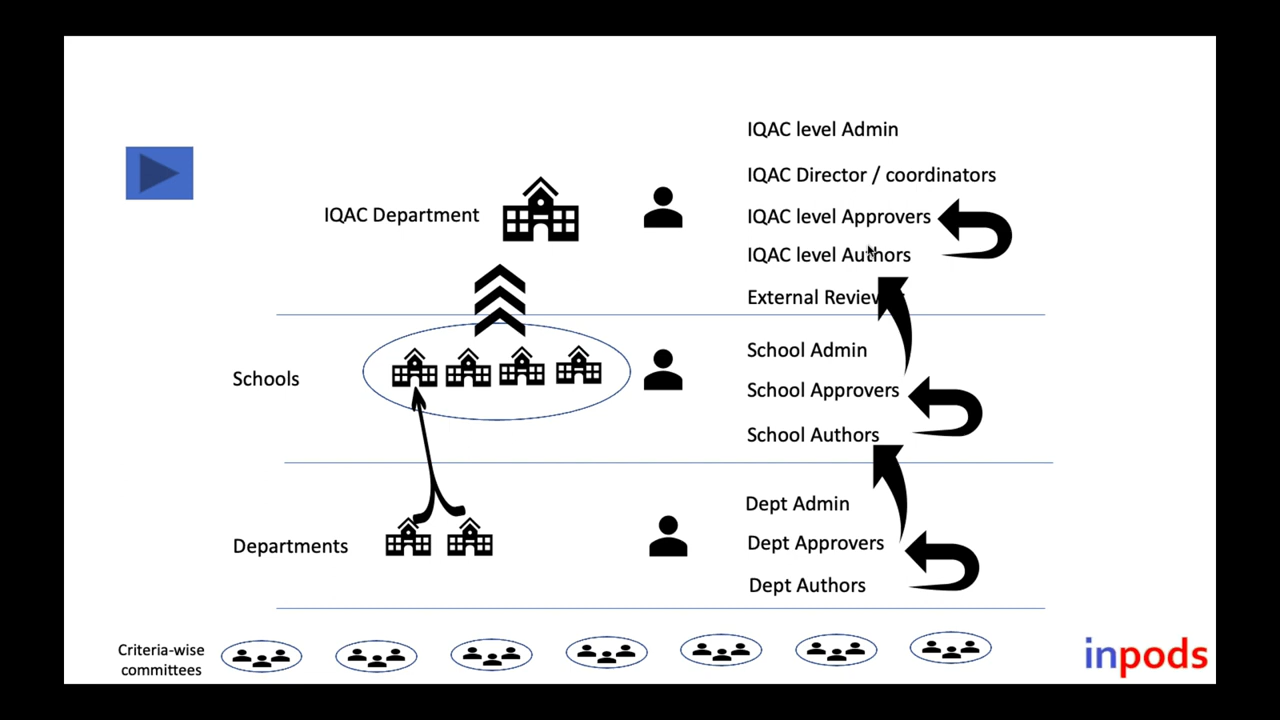 IQAC level Admin
IQAC Director / coordinators
IQAC Department
IQAC level Approvers
IQAC level Authors
External
Schools
School Admin
School Approvers
School Authors
Departments
Dept Admin
Dept Approvers
Dept Authors
Criteria-wise
committees
inpods